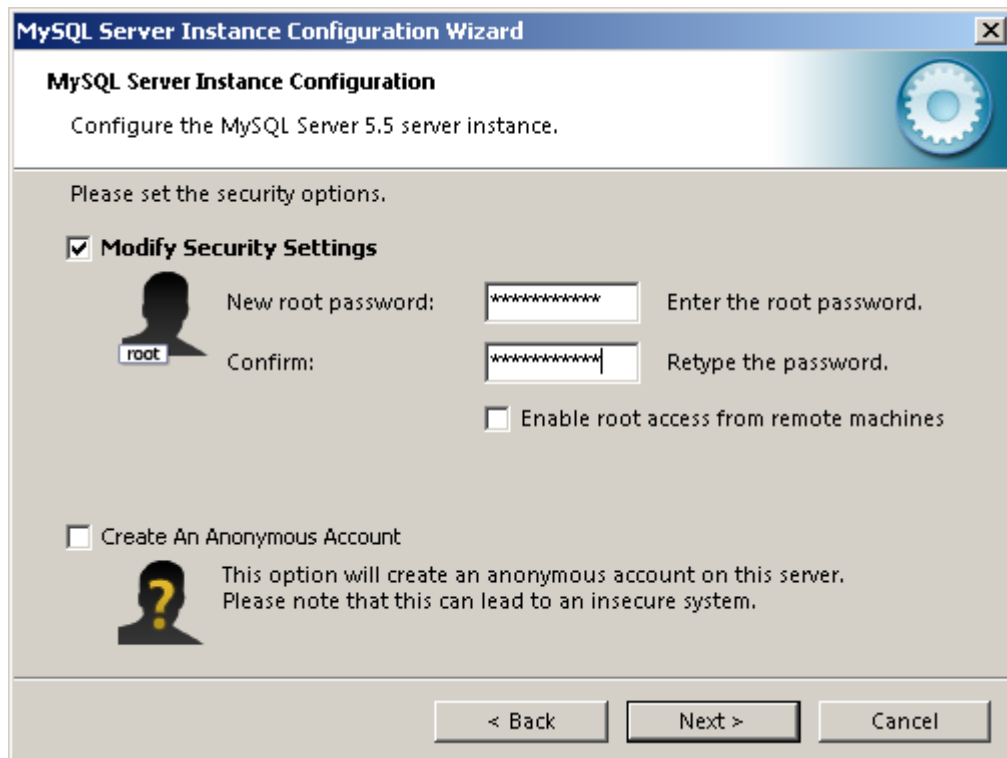 MySQL Server Instance Configuration Wizard
MySQL Server Instance Configuration
Configure the MySQL Server 5.5 server instance.
Please set the security options.
Modify Security Settings
New root password: *********** Enter the root password.
root
Confirm: *********** Retype the password.
Enable root access from remote machines
Create An Anonymous Account
?
This option will create an anonymous account on this server.
Please note that this can lead to an insecure system.
< Back Next > Cancel